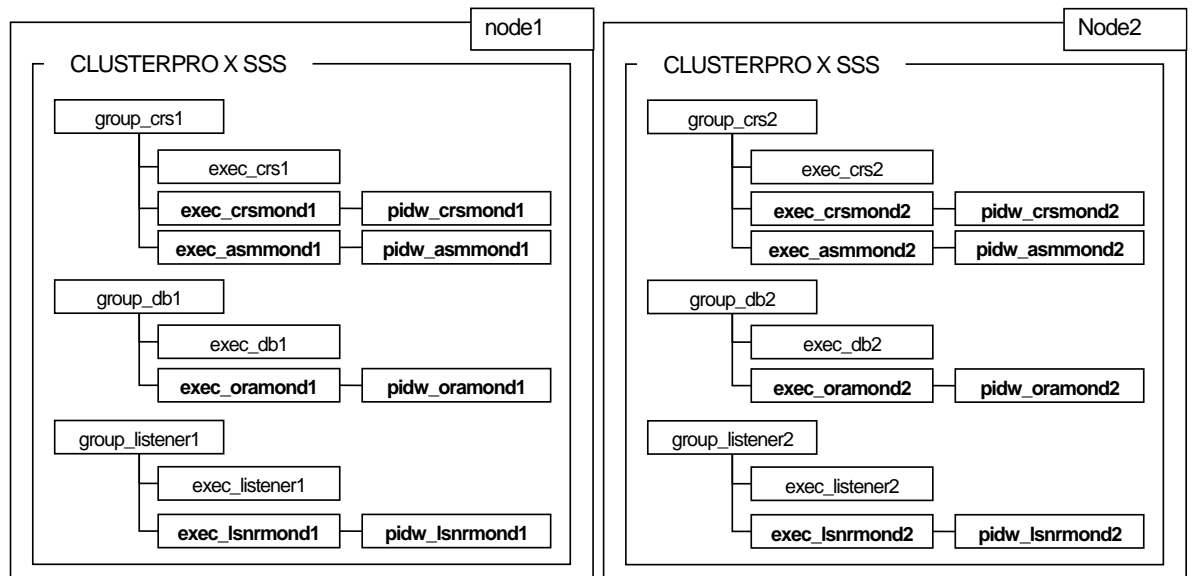 node1
CLUSTERPRO X SSS
group_crs1
exec_crs1
exec_crsmond1 pidw_crsmond1
exec_asmmond1 pidw_asmmond1
group_db1
exec_db1
exec_oramond1 pidw_oramond1
group_listener1
exec_listener1
exec_lsnrmond1 pidw_lsnrmond1
Node2
CLUSTERPRO X SSS
group_crs2
exec_crs2
exec_crsmond2 pidw_crsmond2
exec_asmmond2 pidw_asmmond2
group_db2
exec_db2
exec_oramond2 pidw_oramond2
group_listener2
exec_listener2
exec_lsnrmond2 pidw_lsnrmond2